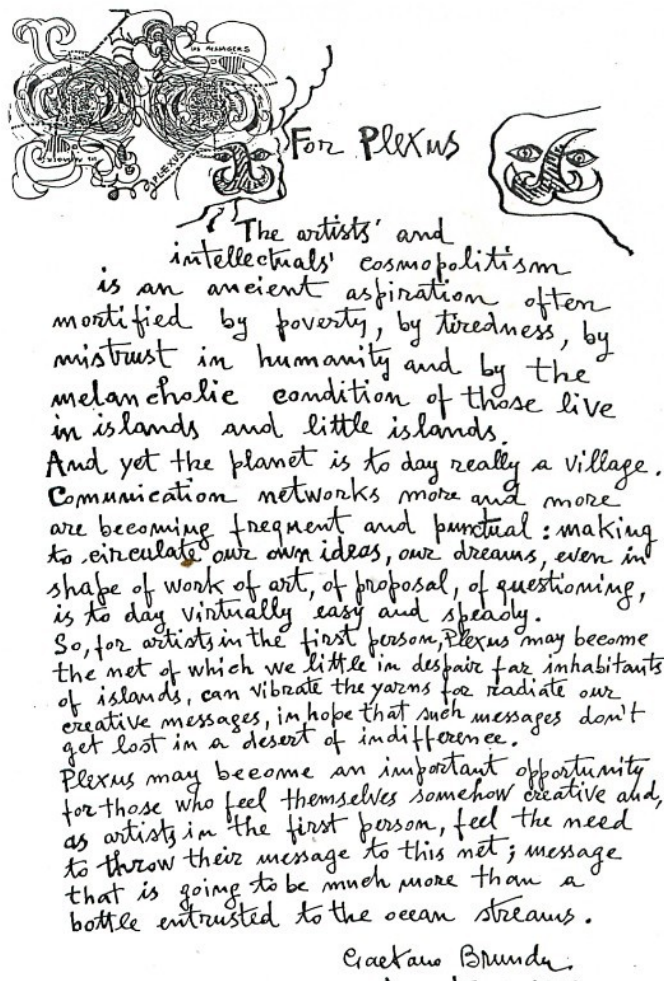 PLEXUS
For Plexus
The artists' and
intellectuals' cosmopolitism
is an ancient aspiration often
mortified by poverty, by tiredness, by
mistrust in humanity and by the
melancholic condition of those live
in islands and little islands.
And yet the planet is to day really a village.
Comunication networks more and more
are becoming frequent and punctual: making
to circulate our own ideas, our dreams, even in
shape of work of art, of proposal, of questioning,
is to day virtually easy and speady.
So, for artists in the first person, Plexus may become
the net of which we little in despair far inhabitants
of islands, can vibrate the yarns for radiate our
creative messages, in hope that such messages don't
get lost in a desert of indifference.
Plexus may become an important opportunity
for those who feel themselves somehow creative and,
as artists in the first person, feel the need
to throw their message to this net; message
that is going to be much more than a
bottle entrusted to the ocean streams.
Gaetano Brundu.